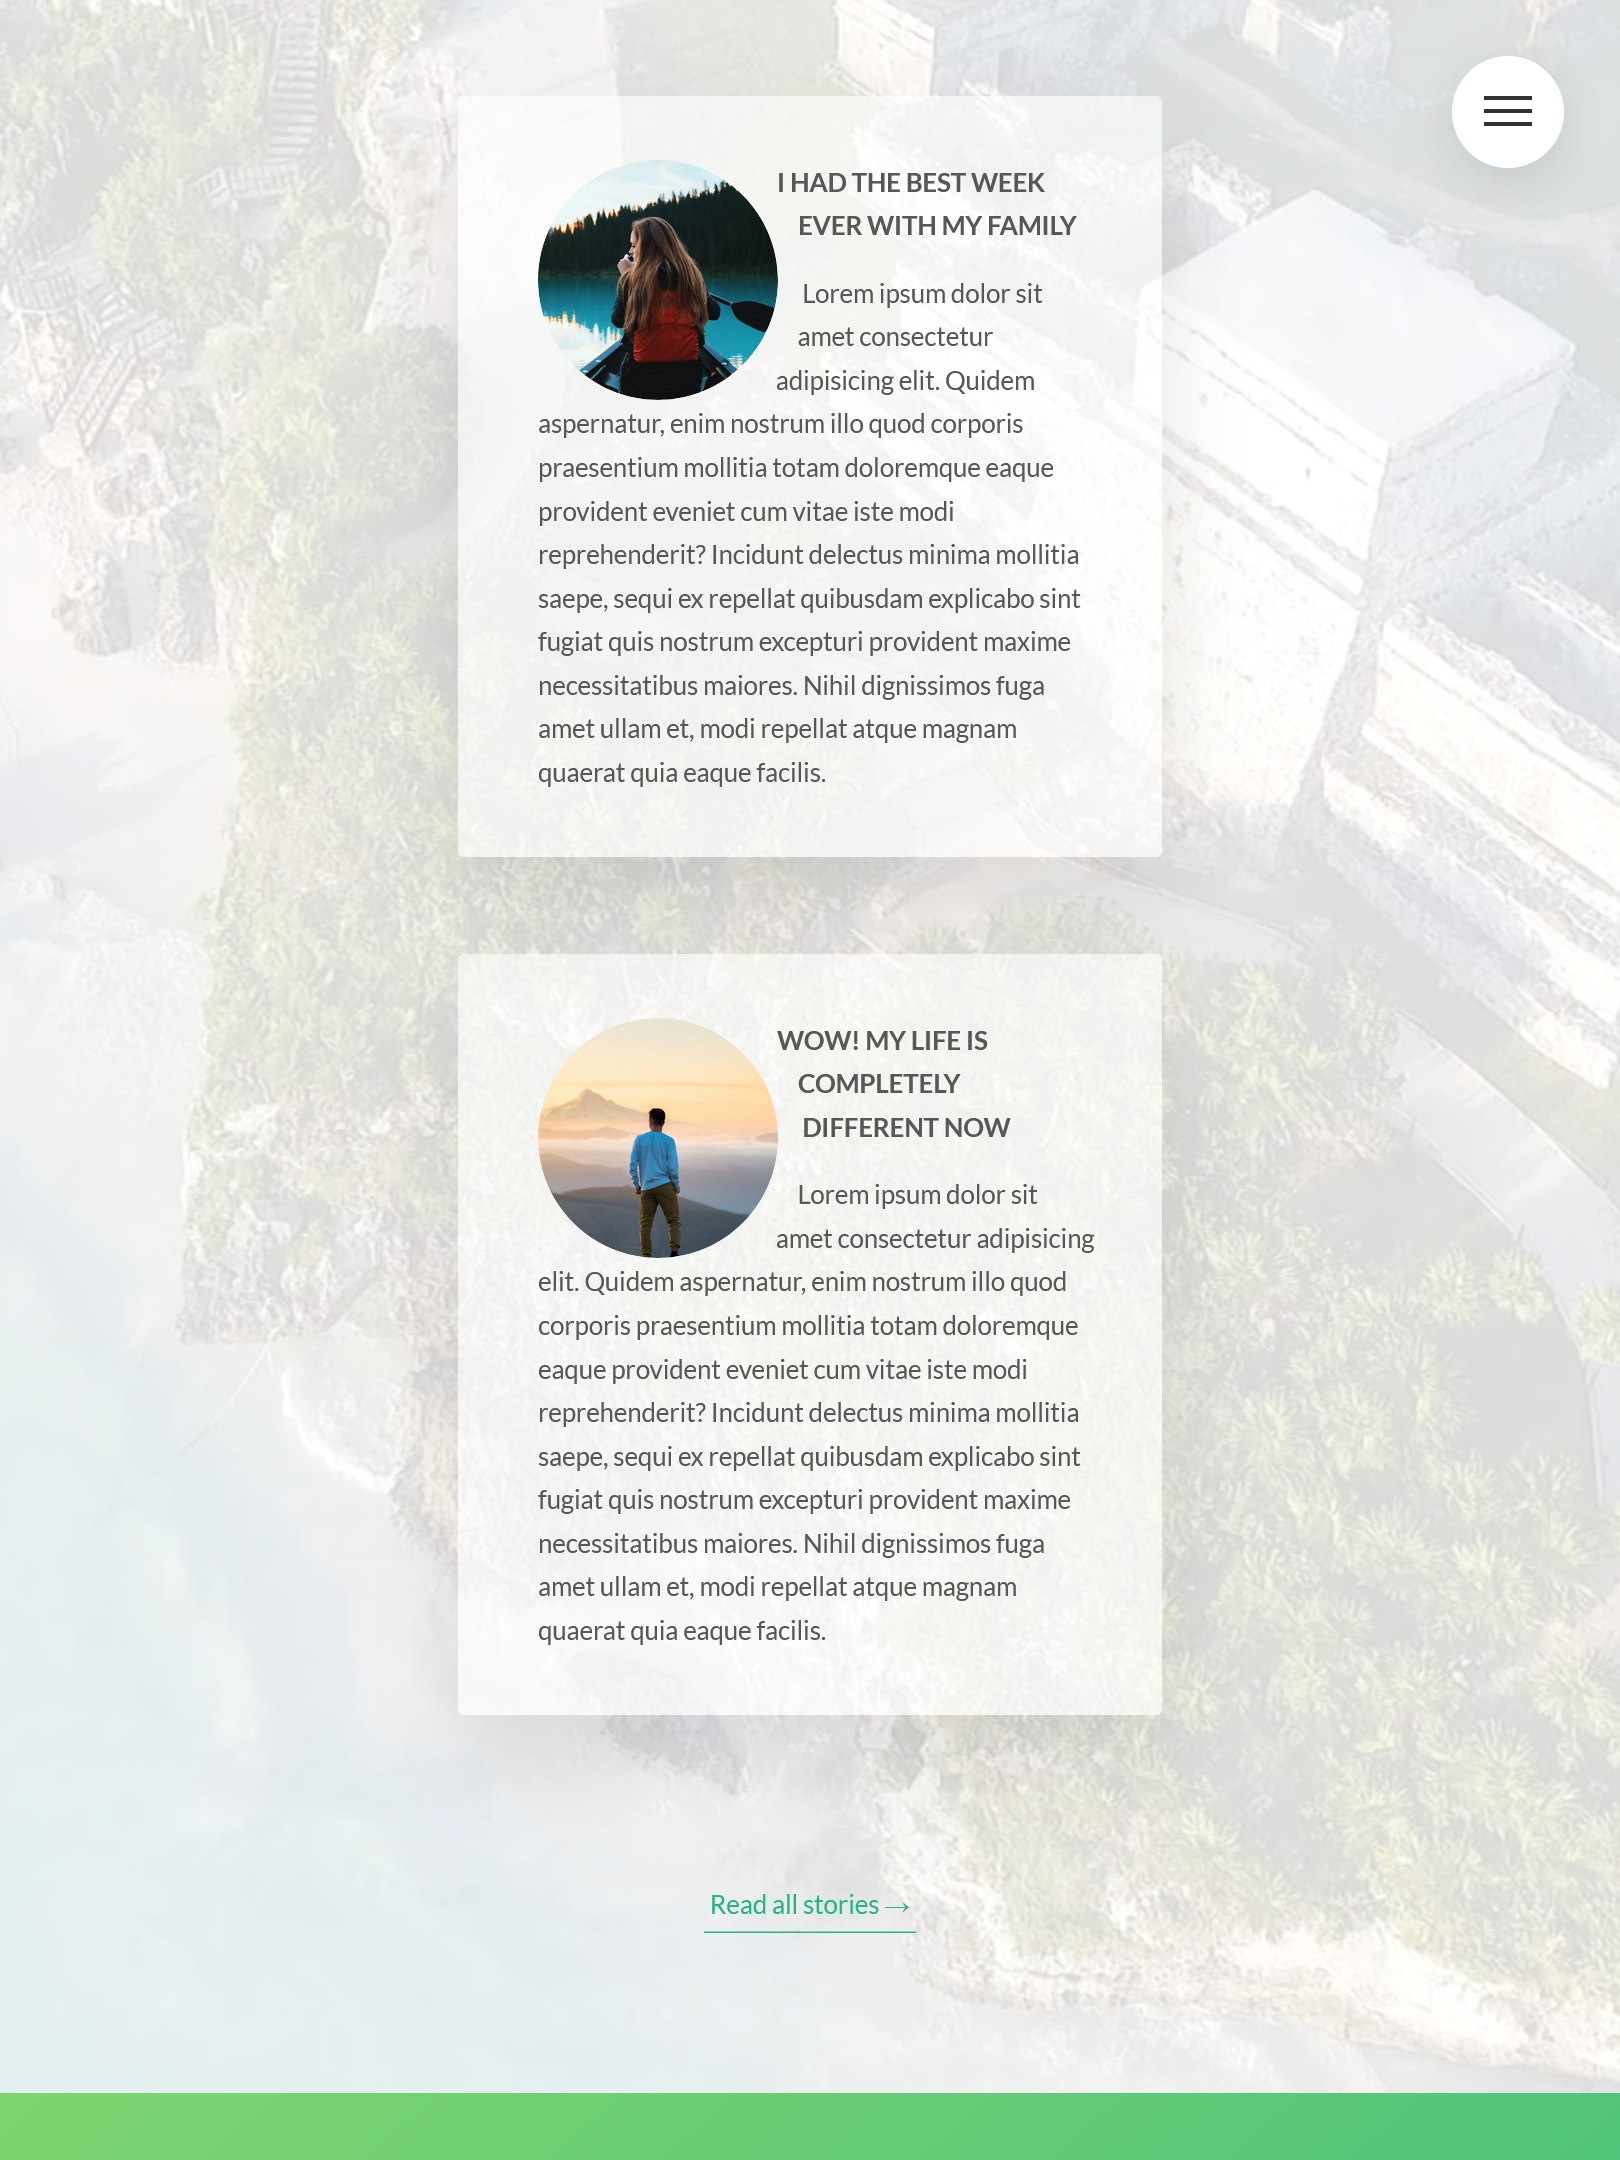 I HAD THE BEST WEEK
EVER WITH MY FAMILY
Lorem ipsum dolor sit
amet consectetur
adipisicing elit. Quidem
aspernatur, enim nostrum illo quod corporis
praesentium mollitia totam doloremque eaque
provident eveniet cum vitae iste modi
reprehenderit? Incidunt delectus minima mollitia
saepe, sequi ex repellat quibusdam explicabo sint
fugiat quis nostrum excepturi provident maxime
necessitatibus maiores. Nihil dignissimos fuga
amet ullam et, modi repellat atque magnam
quaerat quia eaque facilis.
WOW! MY LIFE IS
COMPLETELY
DIFFERENT NOW
Lorem ipsum dolor sit
amet consectetur adipisicing
elit. Quidem aspernatur, enim nostrum illo quod
corporis praesentium mollitia totam doloremque
eaque provident eveniet cum vitae iste modi
reprehenderit? Incidunt delectus minima mollitia
saepe, sequi ex repellat quibusdam explicabo sint
fugiat quis nostrum excepturi provident maxime
necessitatibus maiores. Nihil dignissimos fuga
amet ullam et, modi repellat atque magnam
quaerat quia eaque facilis.
Read all stories →